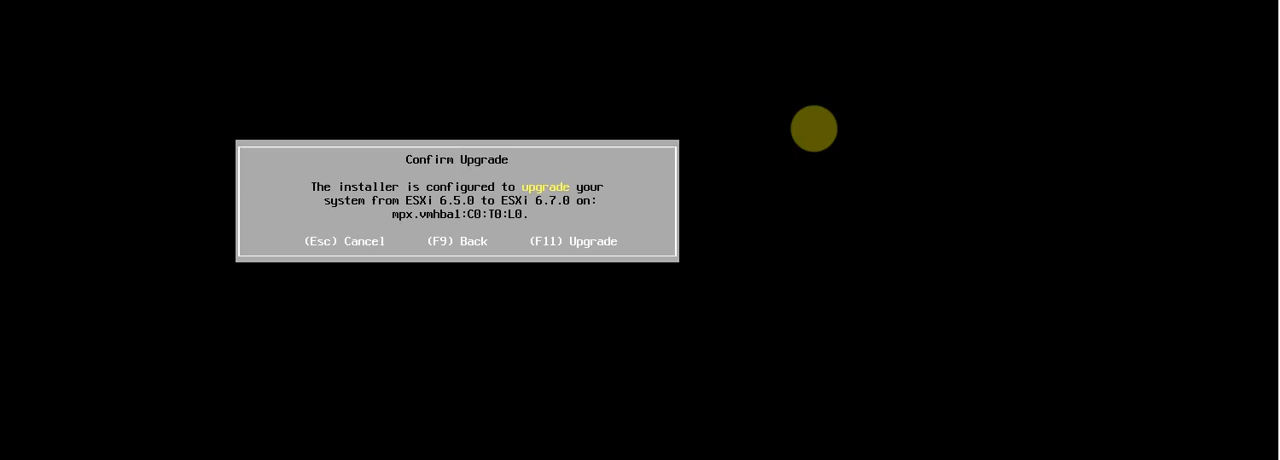 Confirm Upgrade
The installer is configured to upgrade your
system from ESXi 6.5.0 to ESXi 6.7.0 on:
mpx.vmhba1:C0:T0:L0.
(Esc) Cancel (F9) Back (F11) Upgrade